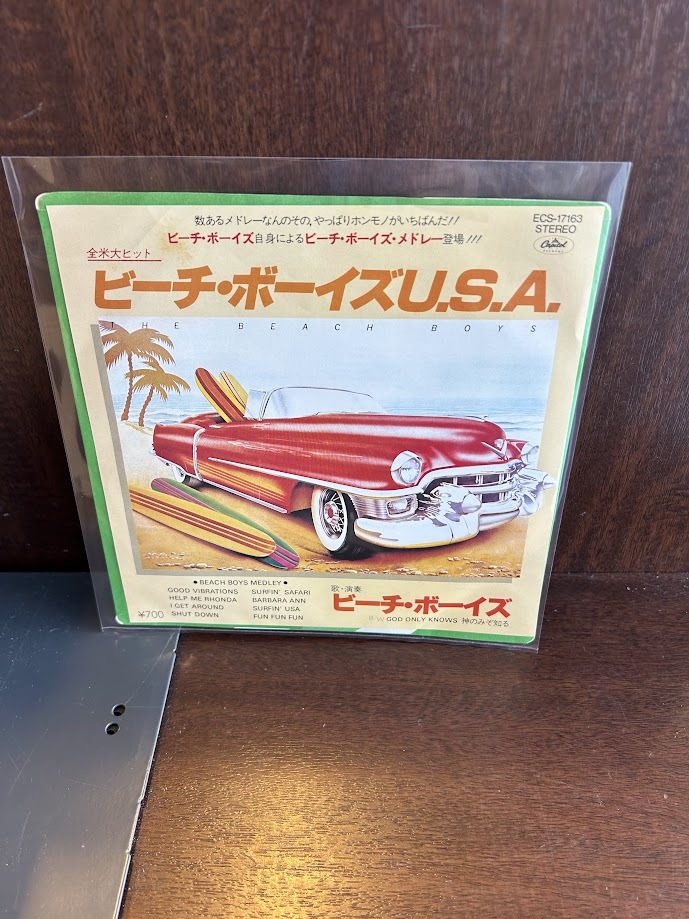 数あるメドレーなんのその、やっぱりホンモノがいちばんだ!!
ビーチ・ボーイズ自身によるビーチ・ボーイズ・メドレー登場!!!
ECS-17163
STEREO
Capitol
全米大ヒット
ビーチ・ボーイズU.S.A.
THE BEACH BOYS
• BEACH BOYS MEDLEY •
GOOD VIBRATIONS SURFIN' SAFARI
HELP ME RHONDA BARBARA ANN
I GET AROUND SURFIN' USA
SHUT DOWN FUN FUN FUN
¥700
歌・演奏
ビーチ・ボーイズ
B/W GOD ONLY KNOWS 神のみぞ知る